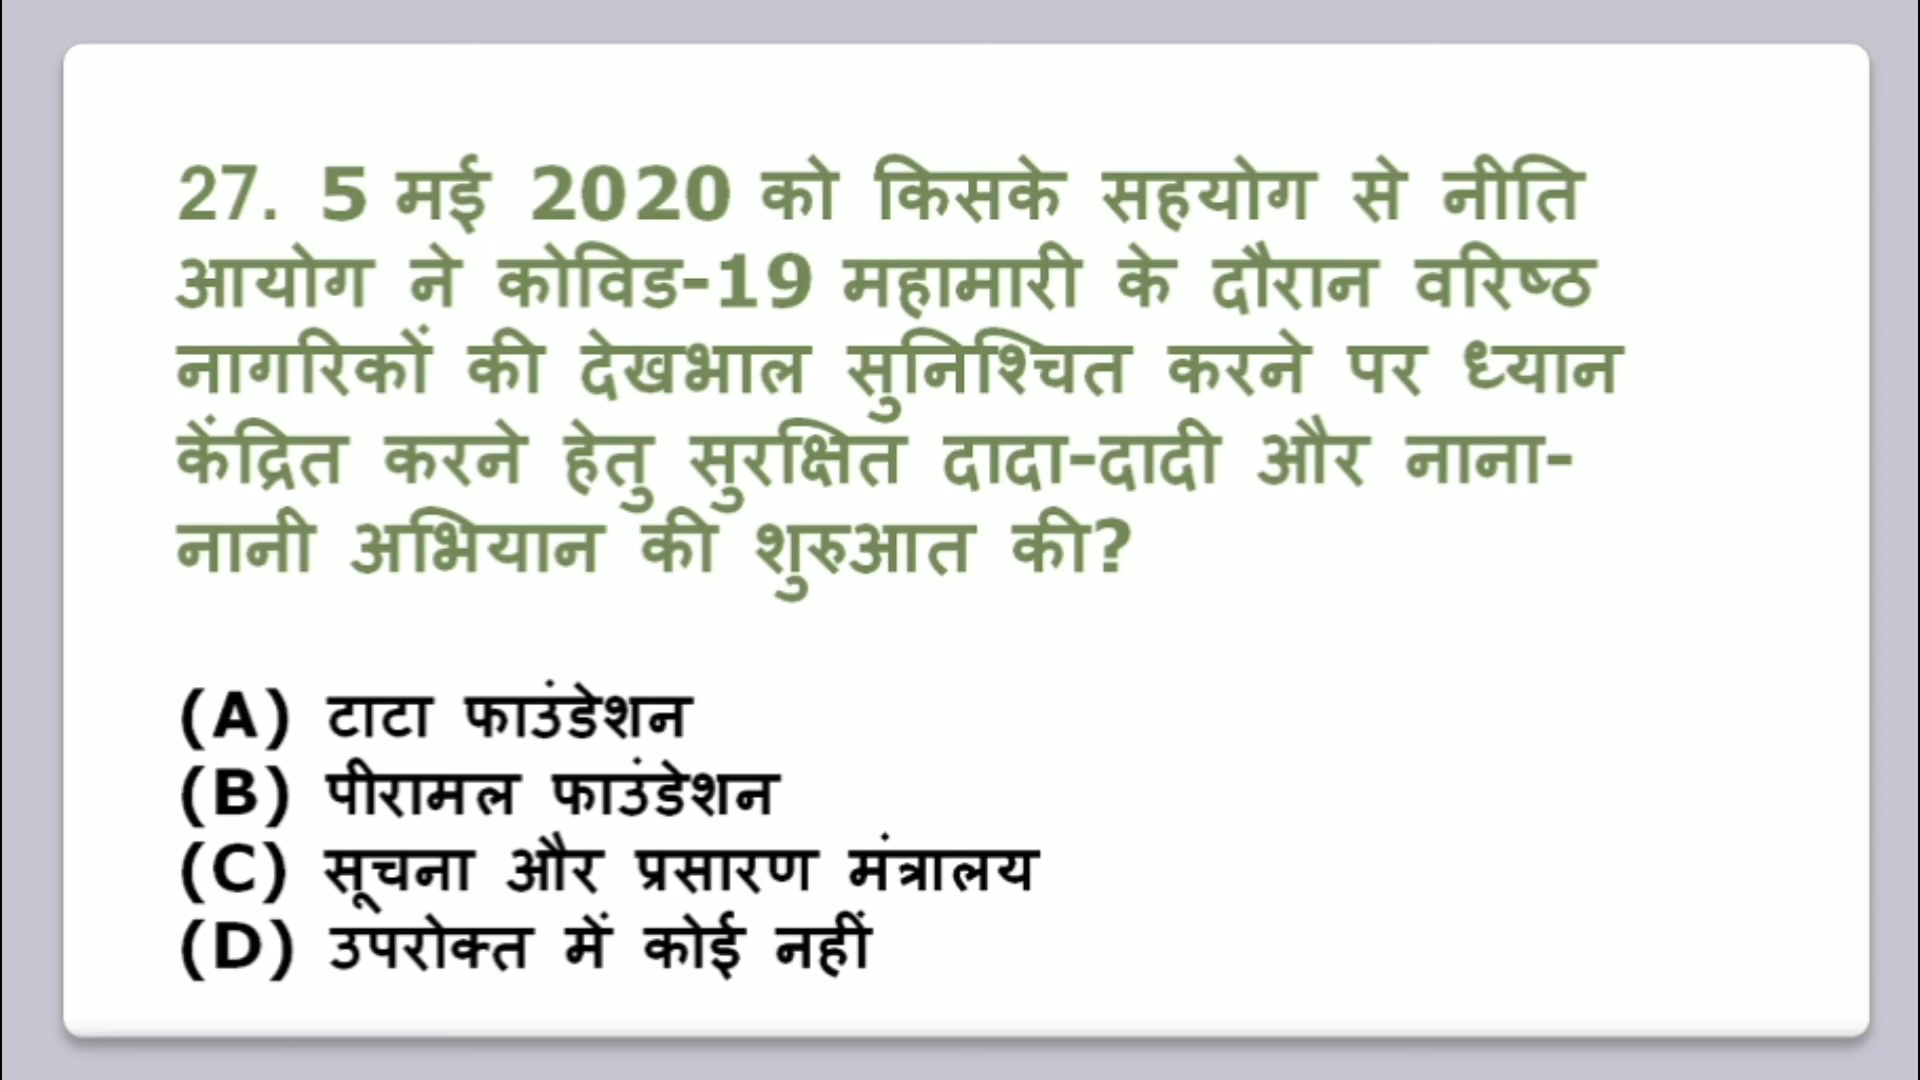 27. 5 मई 2020 को किसके सहयोग से नीति
आयोग ने कोविड-19 महामारी के दौरान वरिष्ठ
नागरिकों की देखभाल सुनिश्चित करने पर ध्यान
केंद्रित करने हेतु सुरक्षित दादा-दादी और नाना-
नानी अभियान की शुरुआत की?
(A) टाटा फाउंडेशन
(B) पीरामल फाउंडेशन
(C) सूचना और प्रसारण मंत्रालय
(D) उपरोक्त में कोई नहीं